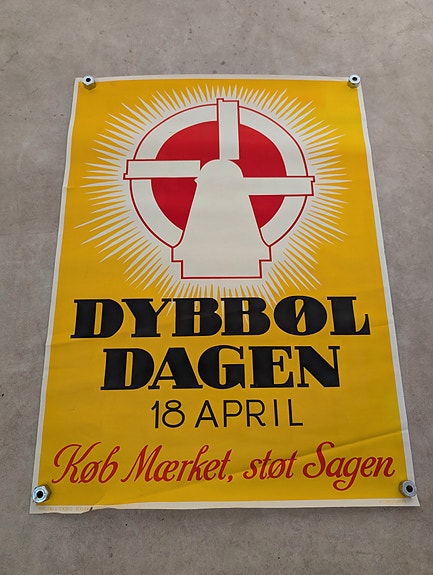 DYBBØL
DAGEN
18 APRIL
Køb Mærket, støt Sagen